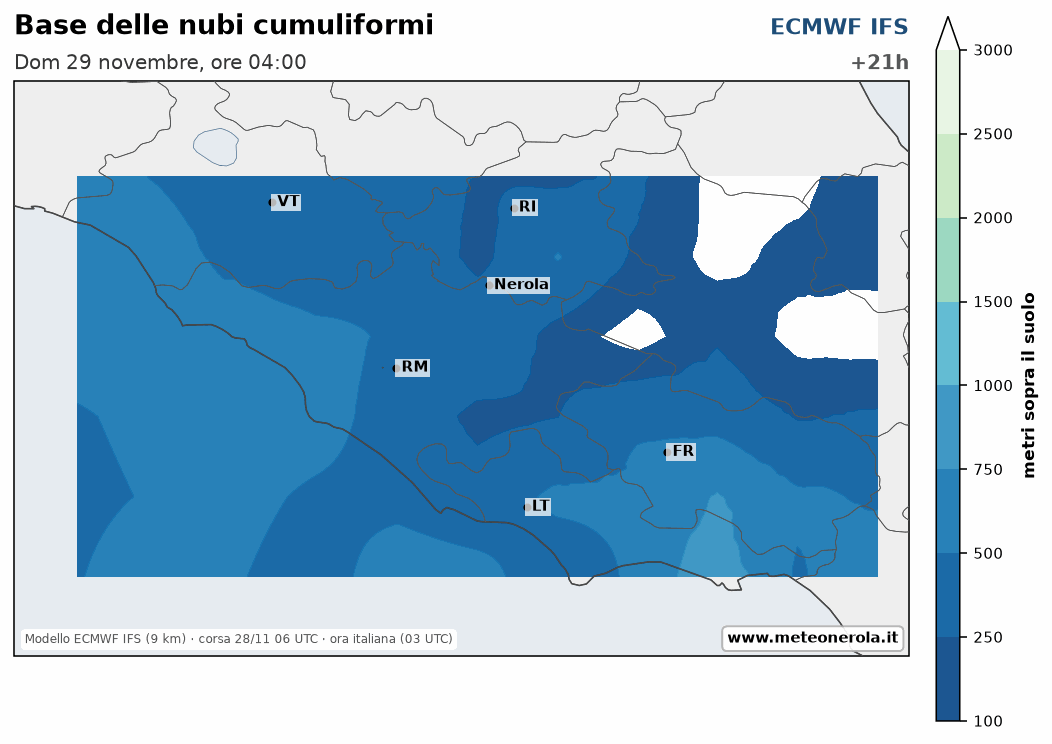 Base delle nubi cumuliformi
ECMWF IFS
Dom 29 novembre, ore 04:00
+21h
VT
RI
Nerola
RM
FR
LT
3000
2500
2000
1500
1000
750
500
250
100
metri sopra il suolo
Modello ECMWF IFS (9 km) · corsa 28/11 06 UTC · ora italiana (03 UTC)
www.meteonerola.it